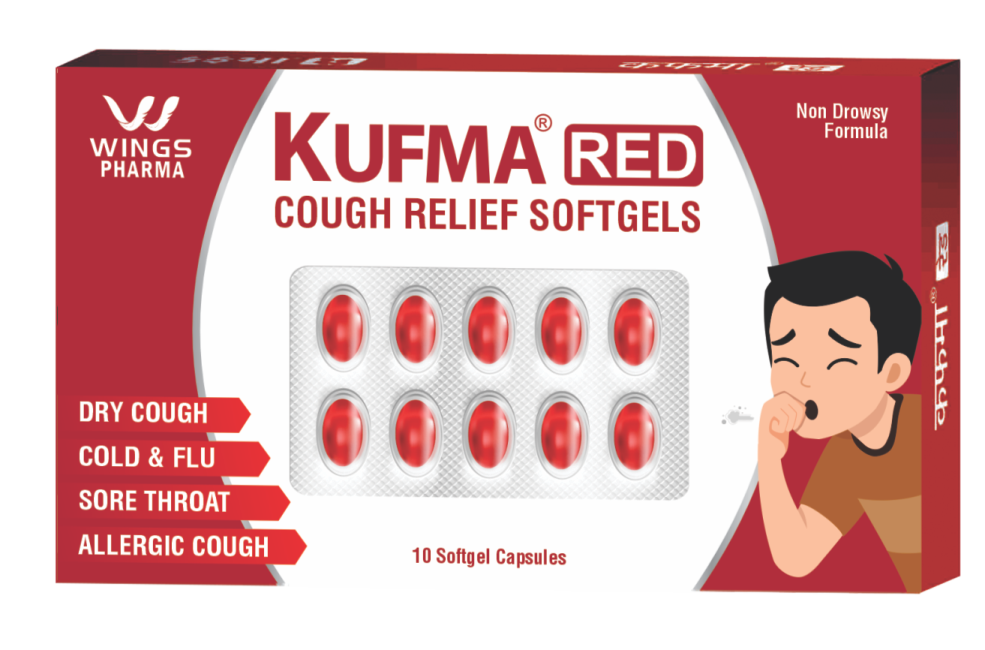 WINGS
PHARMA
KUFMA® RED
COUGH RELIEF SOFTGELS
Non Drowsy
Formula
DRY COUGH
COLD & FLU
SORE THROAT
ALLERGIC COUGH
10 Softgel Capsules
कफमा® रेड